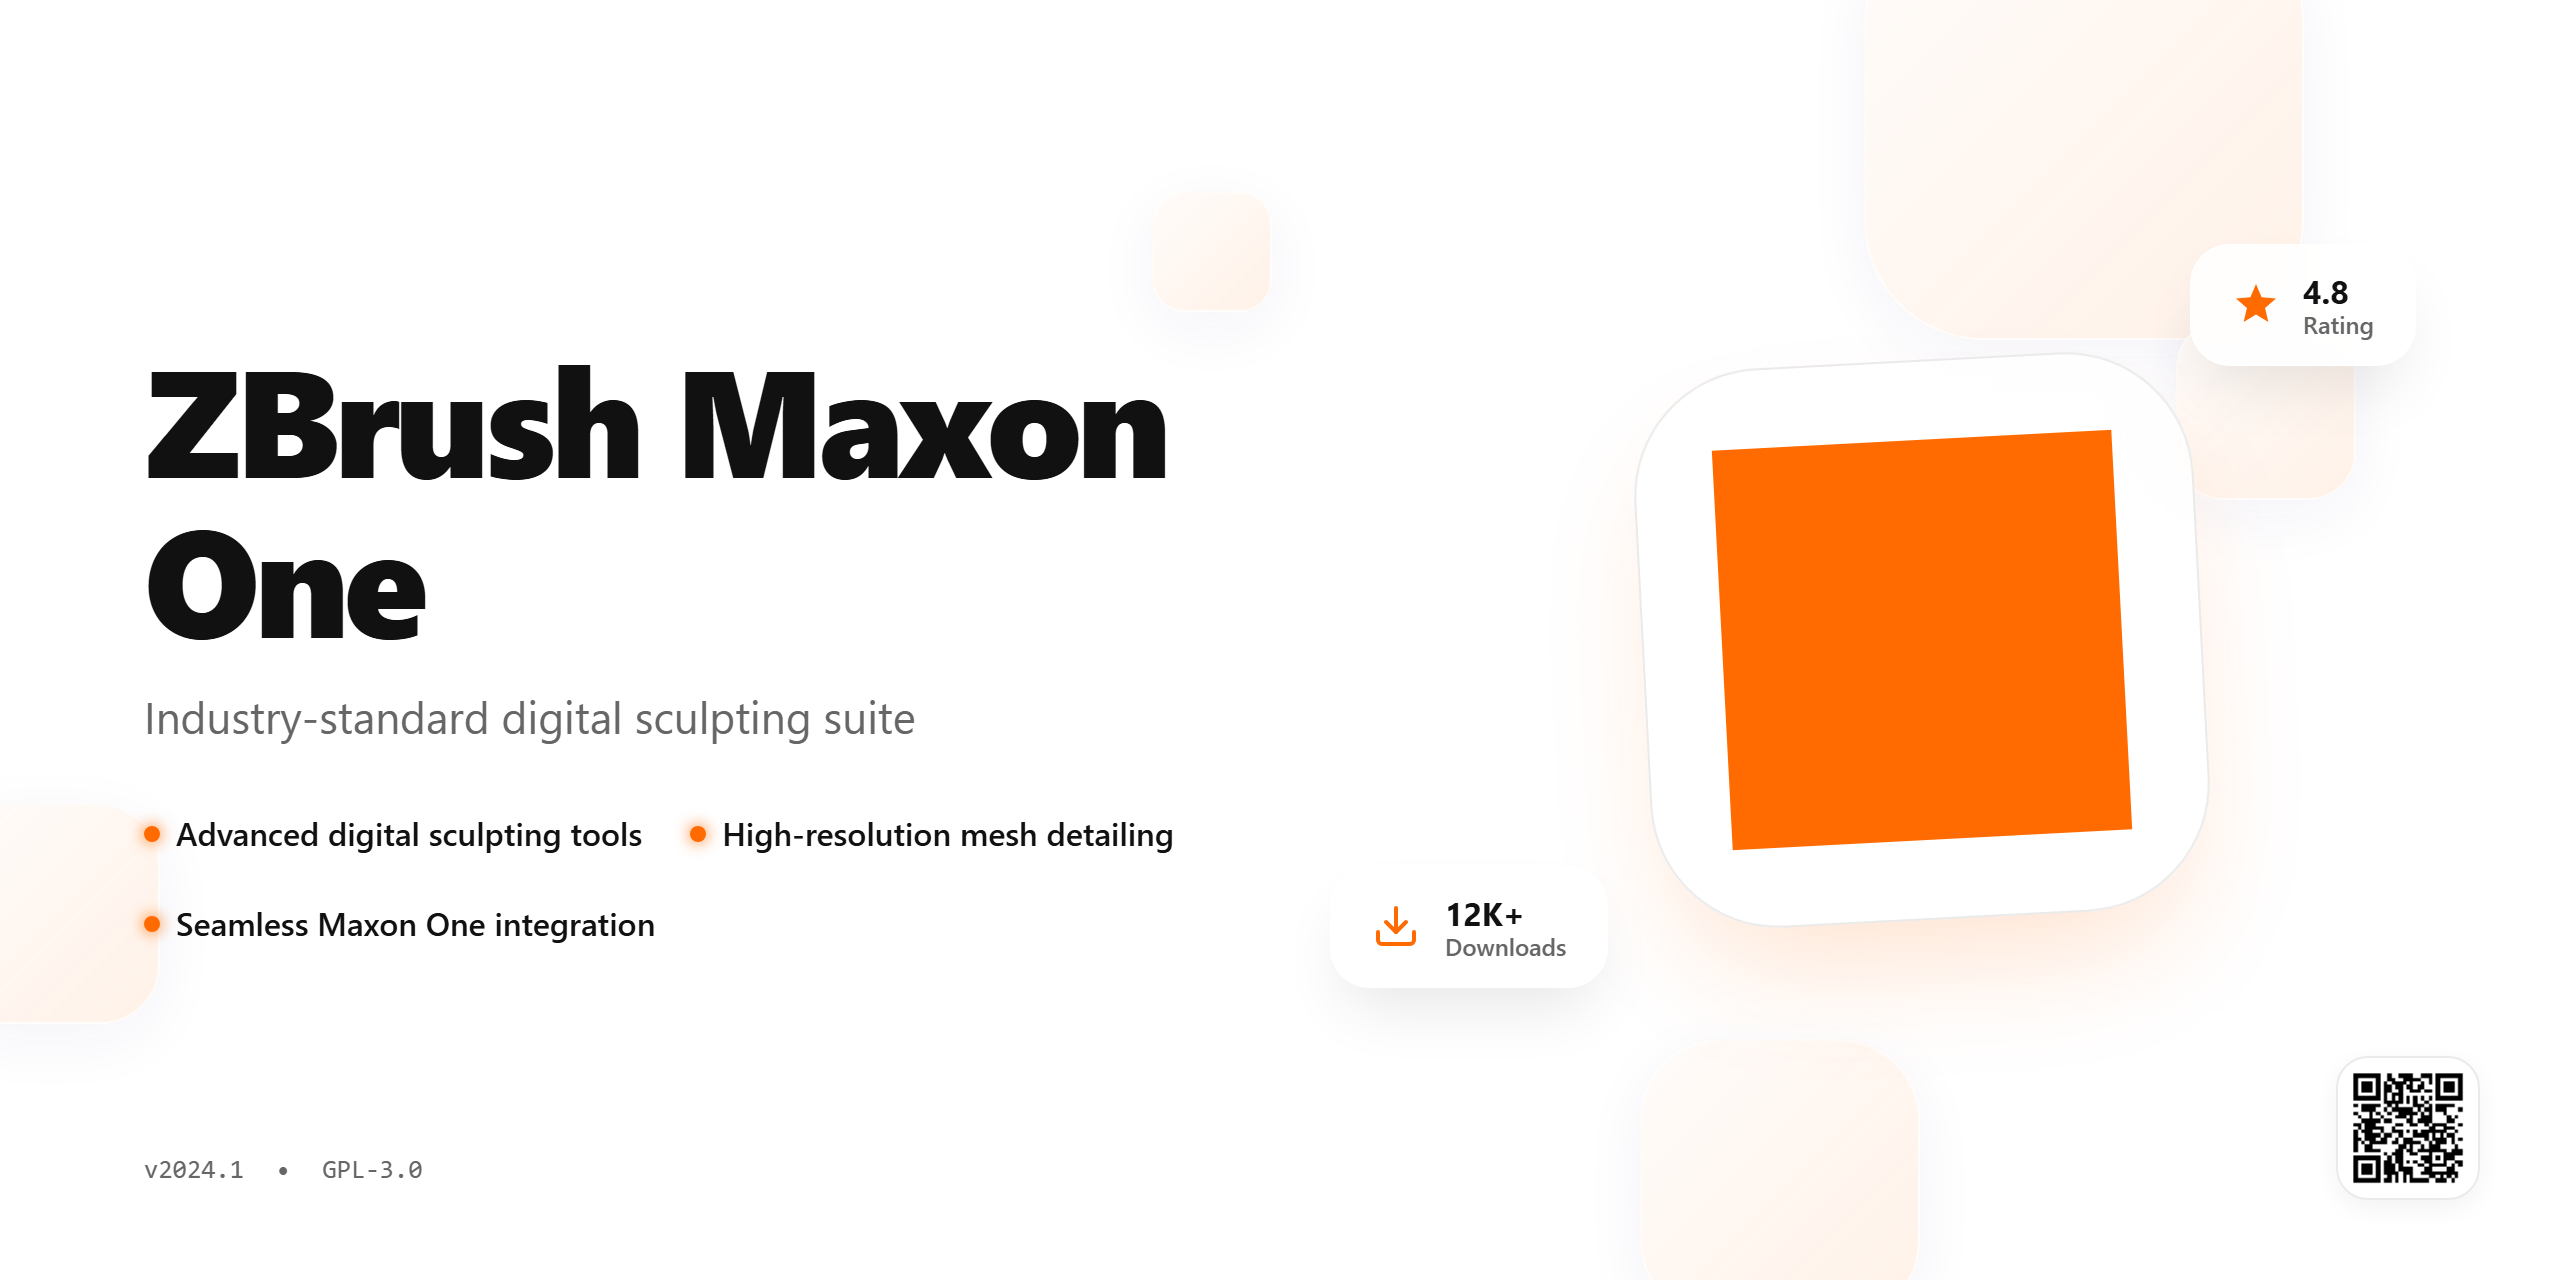 ZBrush Maxon
One
Industry-standard digital sculpting suite
Advanced digital sculpting tools
High-resolution mesh detailing
Seamless Maxon One integration
v2024.1 • GPL-3.0
4.8
Rating
12K+
Downloads